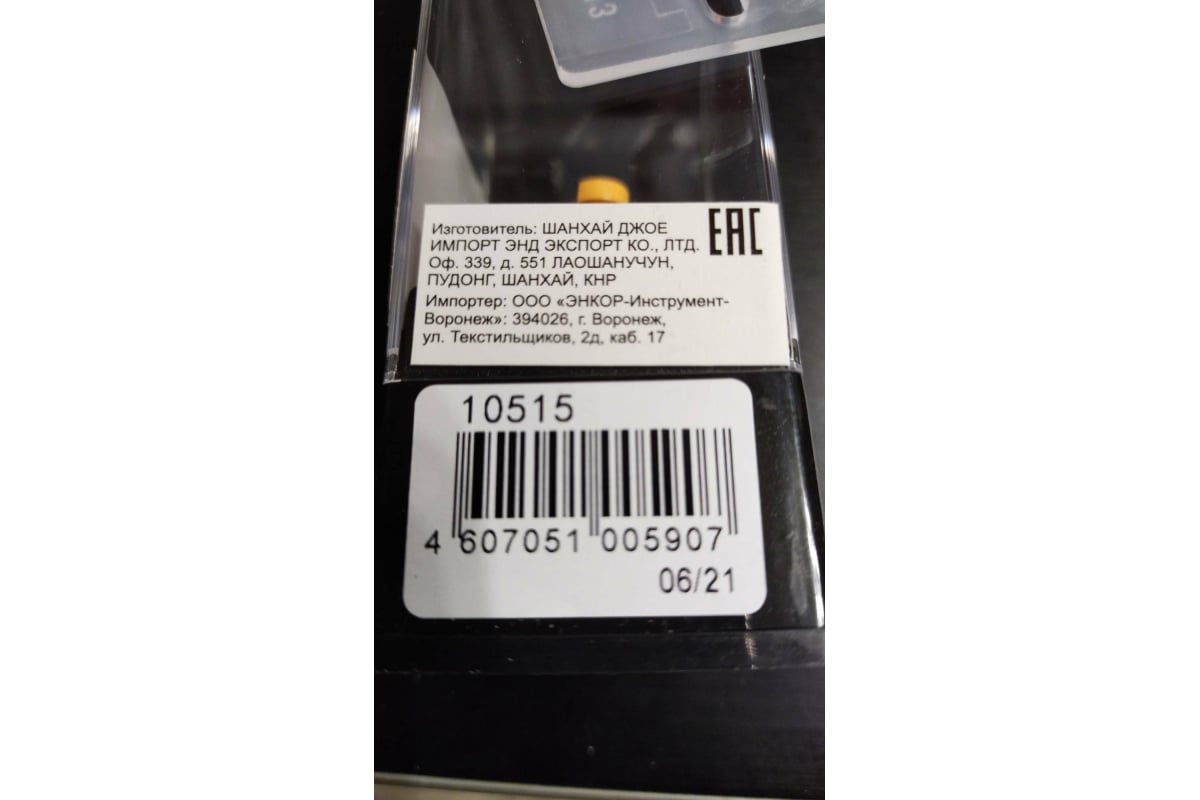 13
Изготовитель: ШАНХАЙ ДЖОЕ
ИМПОРТ ЭНД ЭКСПОРТ КО., ЛТД.
Оф. 339, д. 551 ЛАОШАНУЧУН,
ПУДОНГ, ШАНХАЙ, КНР
EAC
Импортер: ООО «ЭНКОР-Инструмент-
Воронеж»: 394026, г. Воронеж,
ул. Текстильщиков, 2д, каб. 17
10515
4 607051 005907
06/21